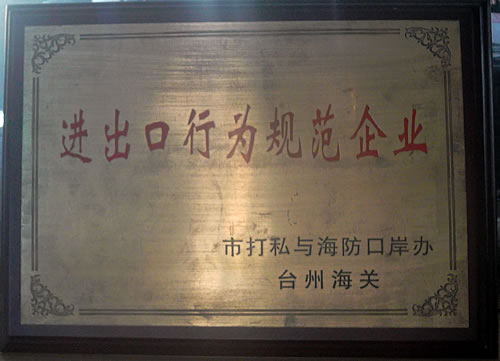 进出口行为规范企业
市打私与海防口岸办
台州海关